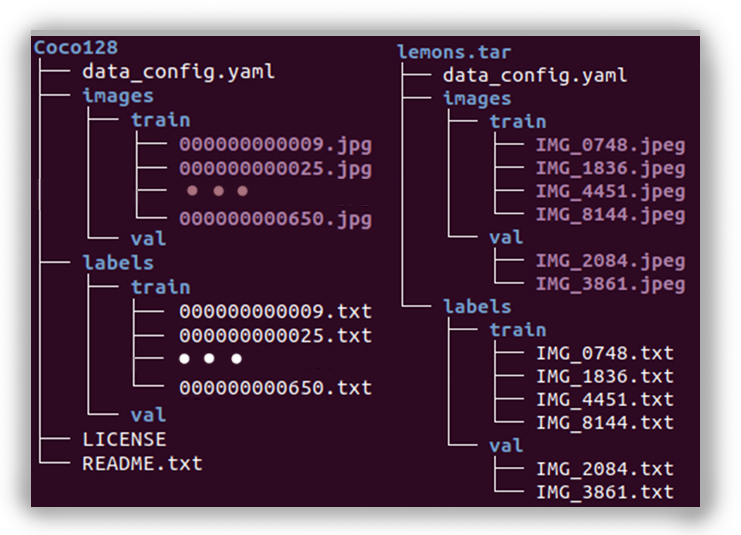 Coco128
data_config.yaml
images
train
000000000009.jpg
000000000025.jpg
000000000650.jpg
val
labels
train
000000000009.txt
000000000025.txt
000000000650.txt
val
LICENSE
README.txt
lemons.tar
data_config.yaml
images
train
IMG_0748.jpeg
IMG_1836.jpeg
IMG_4451.jpeg
IMG_8144.jpeg
val
IMG_2084.jpeg
IMG_3861.jpeg
labels
train
IMG_0748.txt
IMG_1836.txt
IMG_4451.txt
IMG_8144.txt
val
IMG_2084.txt
IMG_3861.txt